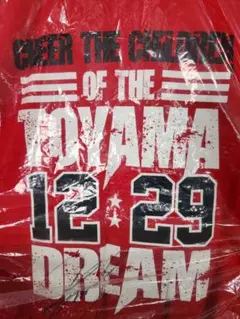 CHEER THE CHILDREN
OF THE
TOYAMA
12 29
DREAM